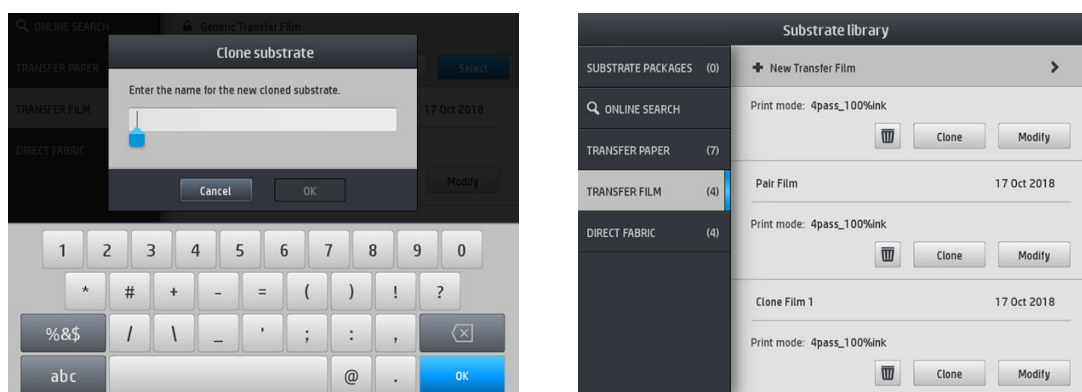 ONLINE SEARCH
Generic Transfer Film
Clone substrate
TRANSFER PAPER
Select
Enter the name for the new cloned substrate.
TRANSFER FILM
17 Oct 2018
DIRECT FABRIC
Cancel
OK
Modify
1 2 3 4 5 6 7 8 9 0
* # + - = ( ) ! ?
%&$ / \ _ ' ; : ,
abc @ . OK
Substrate library
SUBSTRATE PACKAGES (0)
+ New Transfer Film >
Print mode: 4pass_100%ink
ONLINE SEARCH
Clone Modify
TRANSFER PAPER (7)
Pair Film 17 Oct 2018
TRANSFER FILM (4)
Print mode: 4pass_100%ink
DIRECT FABRIC (4)
Clone Modify
Clone Film 1 17 Oct 2018
Print mode: 4pass_100%ink
Clone Modify